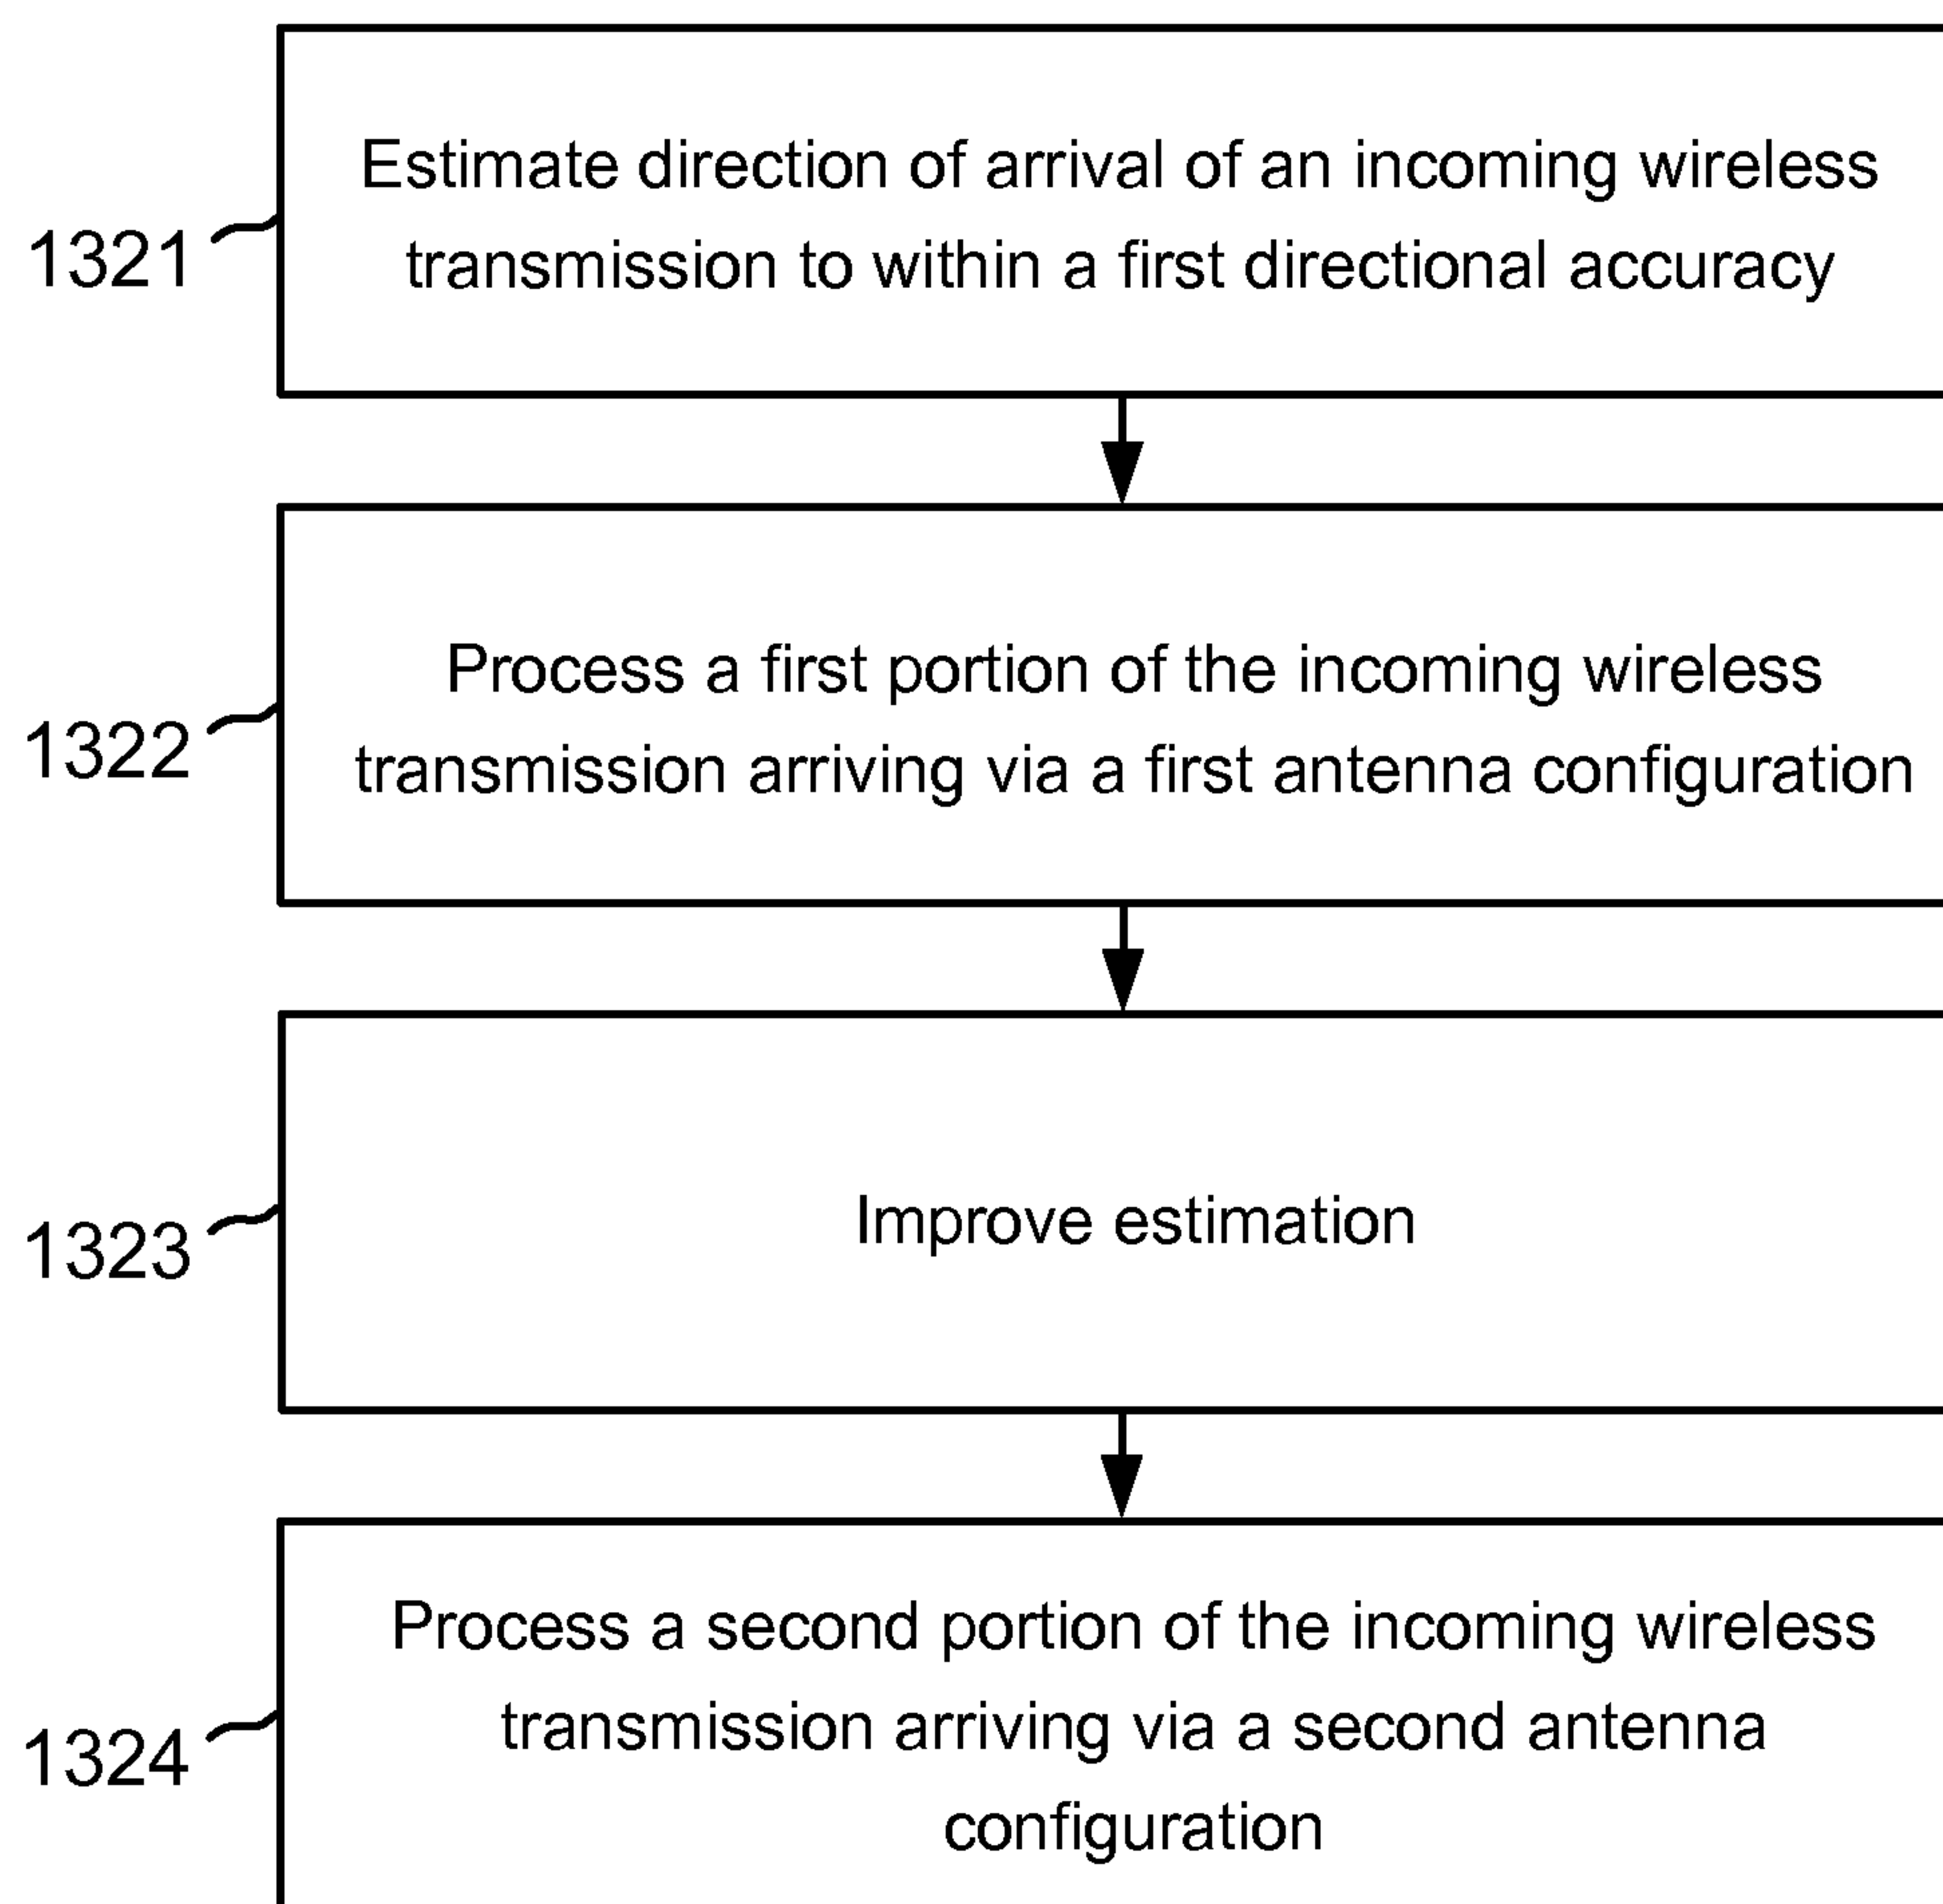 Estimate direction of arrival of an incoming wireless
transmission to within a first directional accuracy
1321
Process a first portion of the incoming wireless
transmission arriving via a first antenna configuration
1322
Improve estimation
1323
Process a second portion of the incoming wireless
transmission arriving via a second antenna
configuration
1324